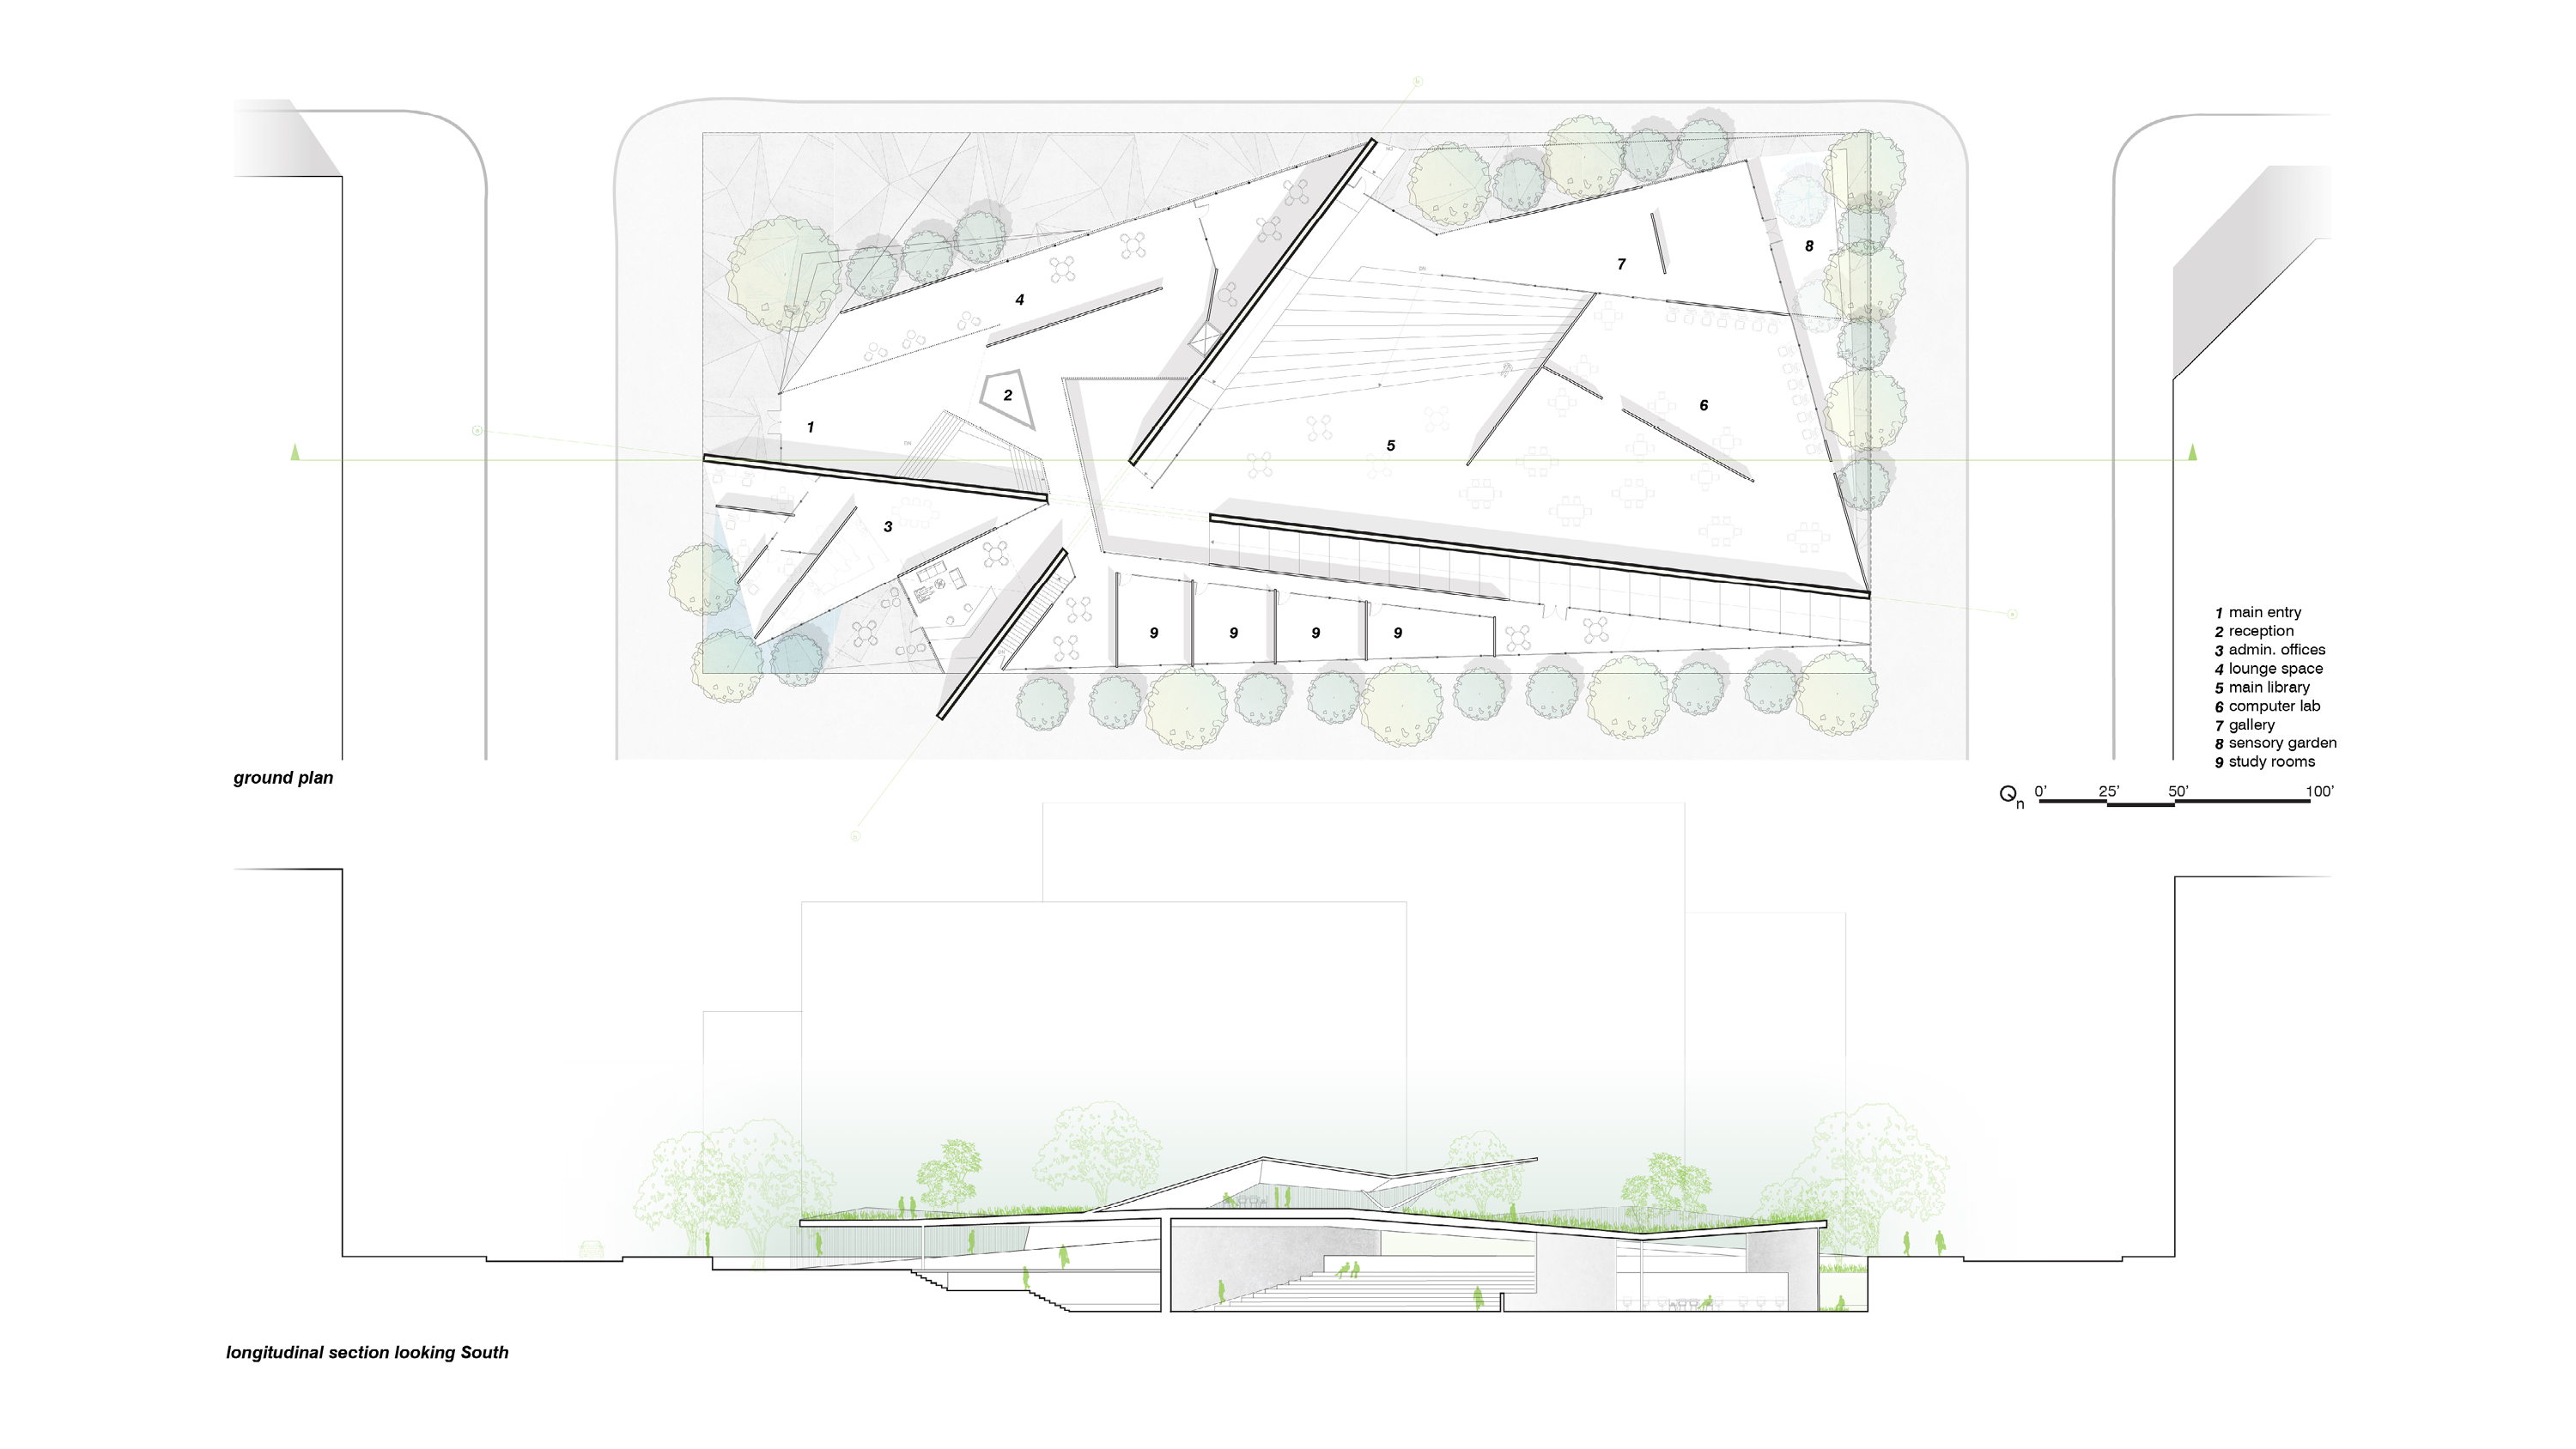 4
7
8
2
1
6
5
3
9 9 9 9
1 main entry
2 reception
3 admin. offices
4 lounge space
5 main library
6 computer lab
7 gallery
8 sensory garden
9 study rooms
ground plan
n 0' 25' 50' 100'
longitudinal section looking South